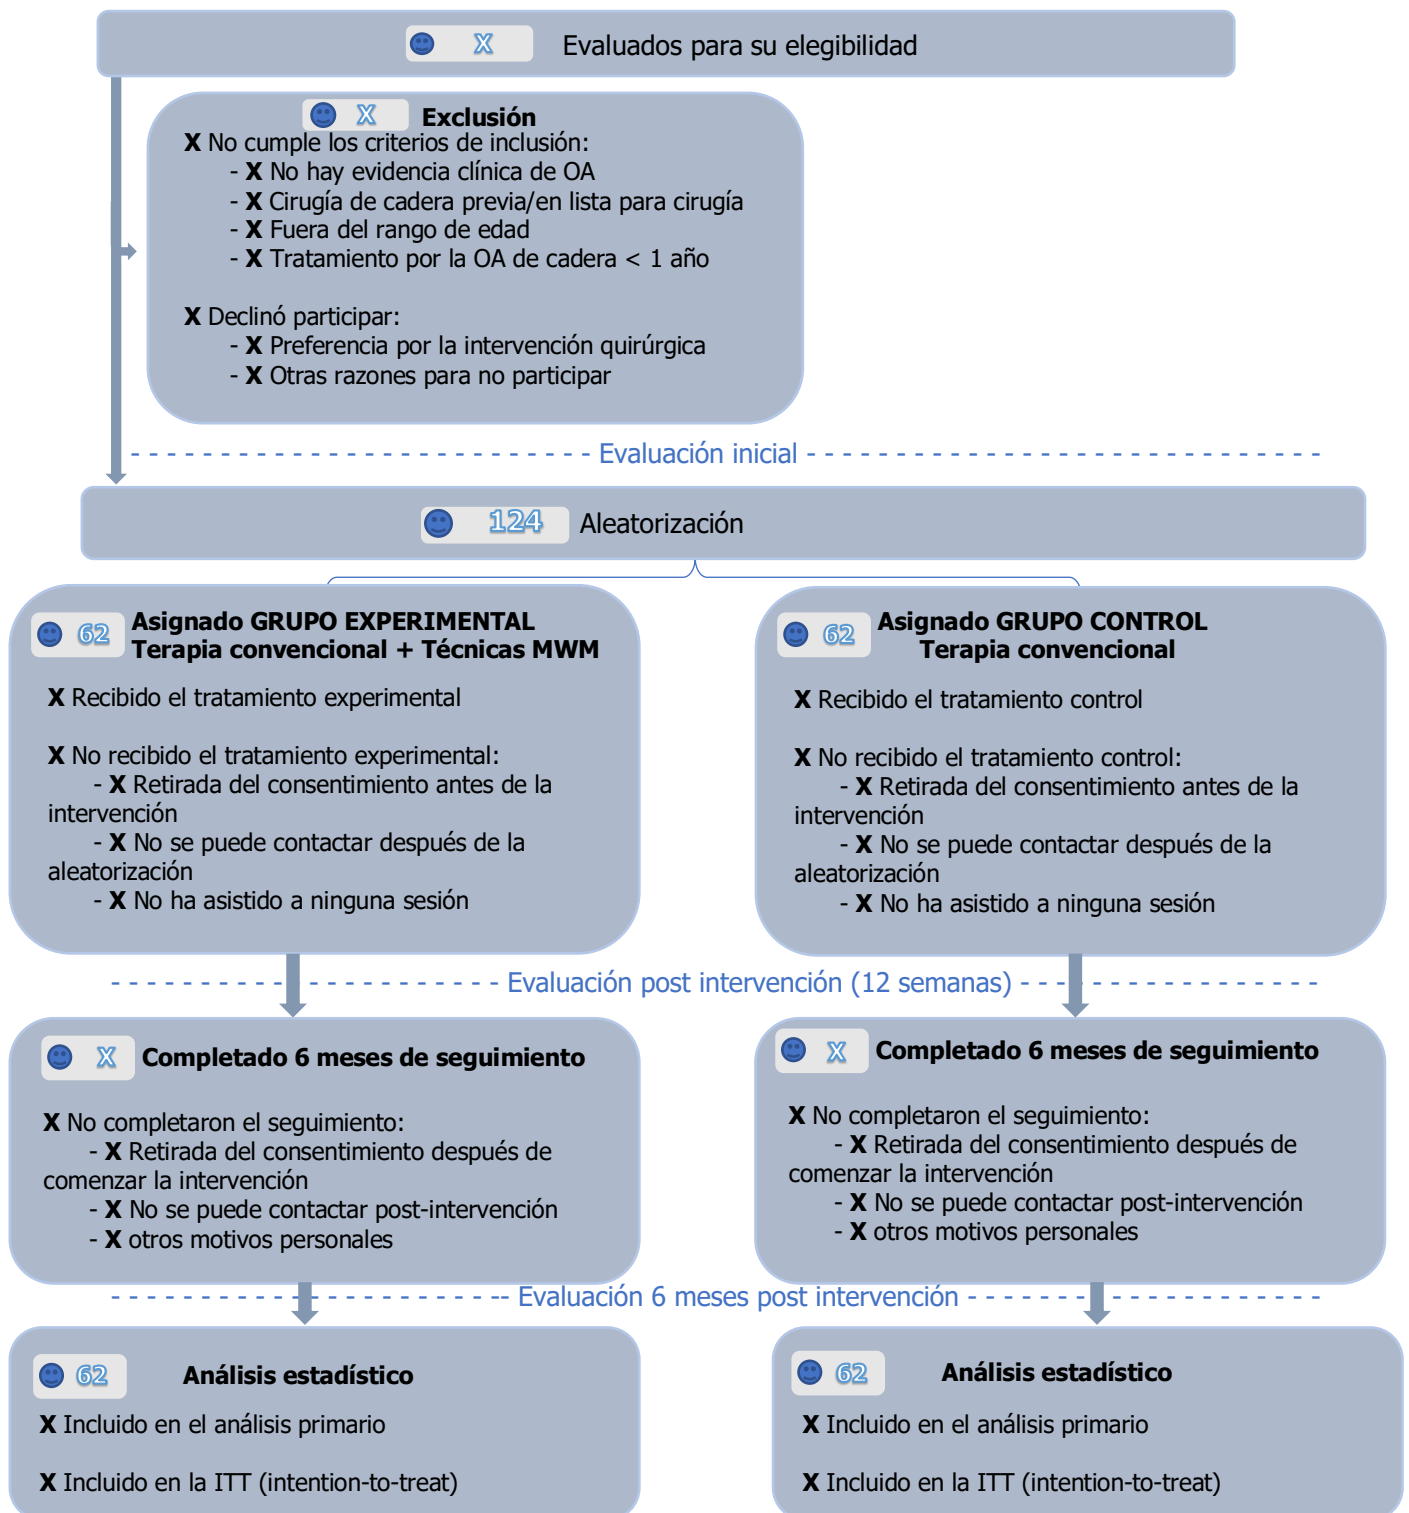 X Evaluados para su elegibilidad
X Exclusión
X No cumple los criterios de inclusión:
- X No hay evidencia clínica de OA
- X Cirugía de cadera previa/en lista para cirugía
- X Fuera del rango de edad
- X Tratamiento por la OA de cadera < 1 año
X Declinó participar:
- X Preferencia por la intervención quirúrgica
- X Otras razones para no participar
Evaluación inicial
124 Aleatorización
62 Asignado GRUPO EXPERIMENTAL
Terapia convencional + Técnicas MWM
X Recibido el tratamiento experimental
X No recibido el tratamiento experimental:
- X Retirada del consentimiento antes de la
intervención
- X No se puede contactar después de la
aleatorización
- X No ha asistido a ninguna sesión
62 Asignado GRUPO CONTROL
Terapia convencional
X Recibido el tratamiento control
X No recibido el tratamiento control:
- X Retirada del consentimiento antes de la
intervención
- X No se puede contactar después de la
aleatorización
- X No ha asistido a ninguna sesión
Evaluación post intervención (12 semanas)
X Completado 6 meses de seguimiento
X No completaron el seguimiento:
- X Retirada del consentimiento después de
comenzar la intervención
- X No se puede contactar post-intervención
- X otros motivos personales
X Completado 6 meses de seguimiento
X No completaron el seguimiento:
- X Retirada del consentimiento después de
comenzar la intervención
- X No se puede contactar post-intervención
- X otros motivos personales
Evaluación 6 meses post intervención
62 Análisis estadístico
X Incluido en el análisis primario
X Incluido en la ITT (intention-to-treat)
62 Análisis estadístico
X Incluido en el análisis primario
X Incluido en la ITT (intention-to-treat)